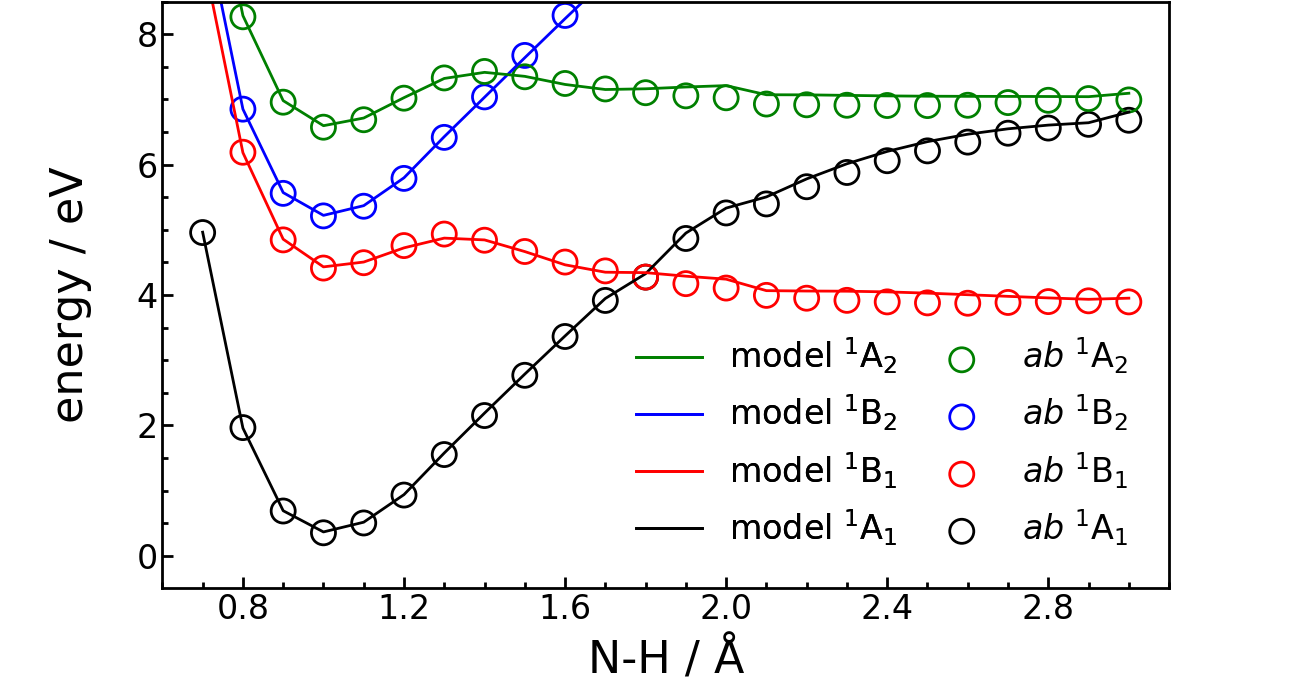 8
6
4
2
0
energy / eV
model ¹A₂ ab ¹A₂
model ¹B₂ ab ¹B₂
model ¹B₁ ab ¹B₁
model ¹A₁ ab ¹A₁
0.8 1.2 1.6 2.0 2.4 2.8
N-H / Å